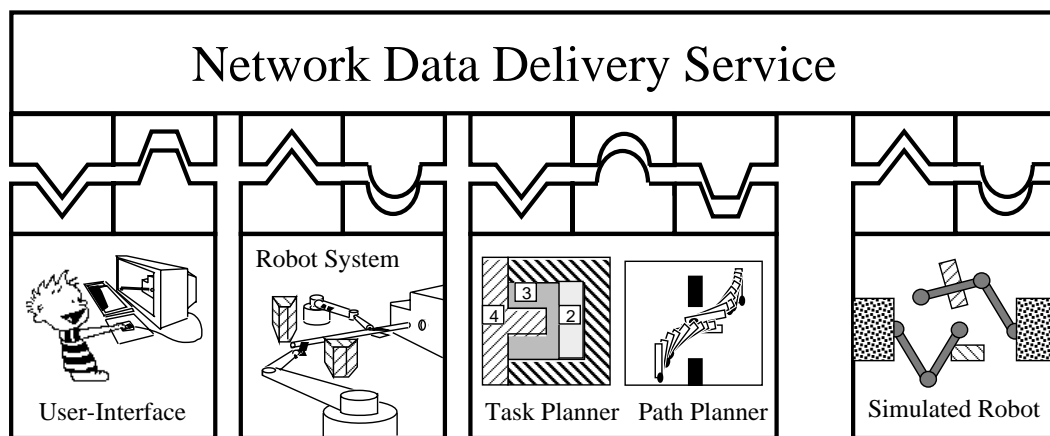 Network Data Delivery Service
Robot System
3
4
2
User-Interface
Task Planner
Path Planner
Simulated Robot